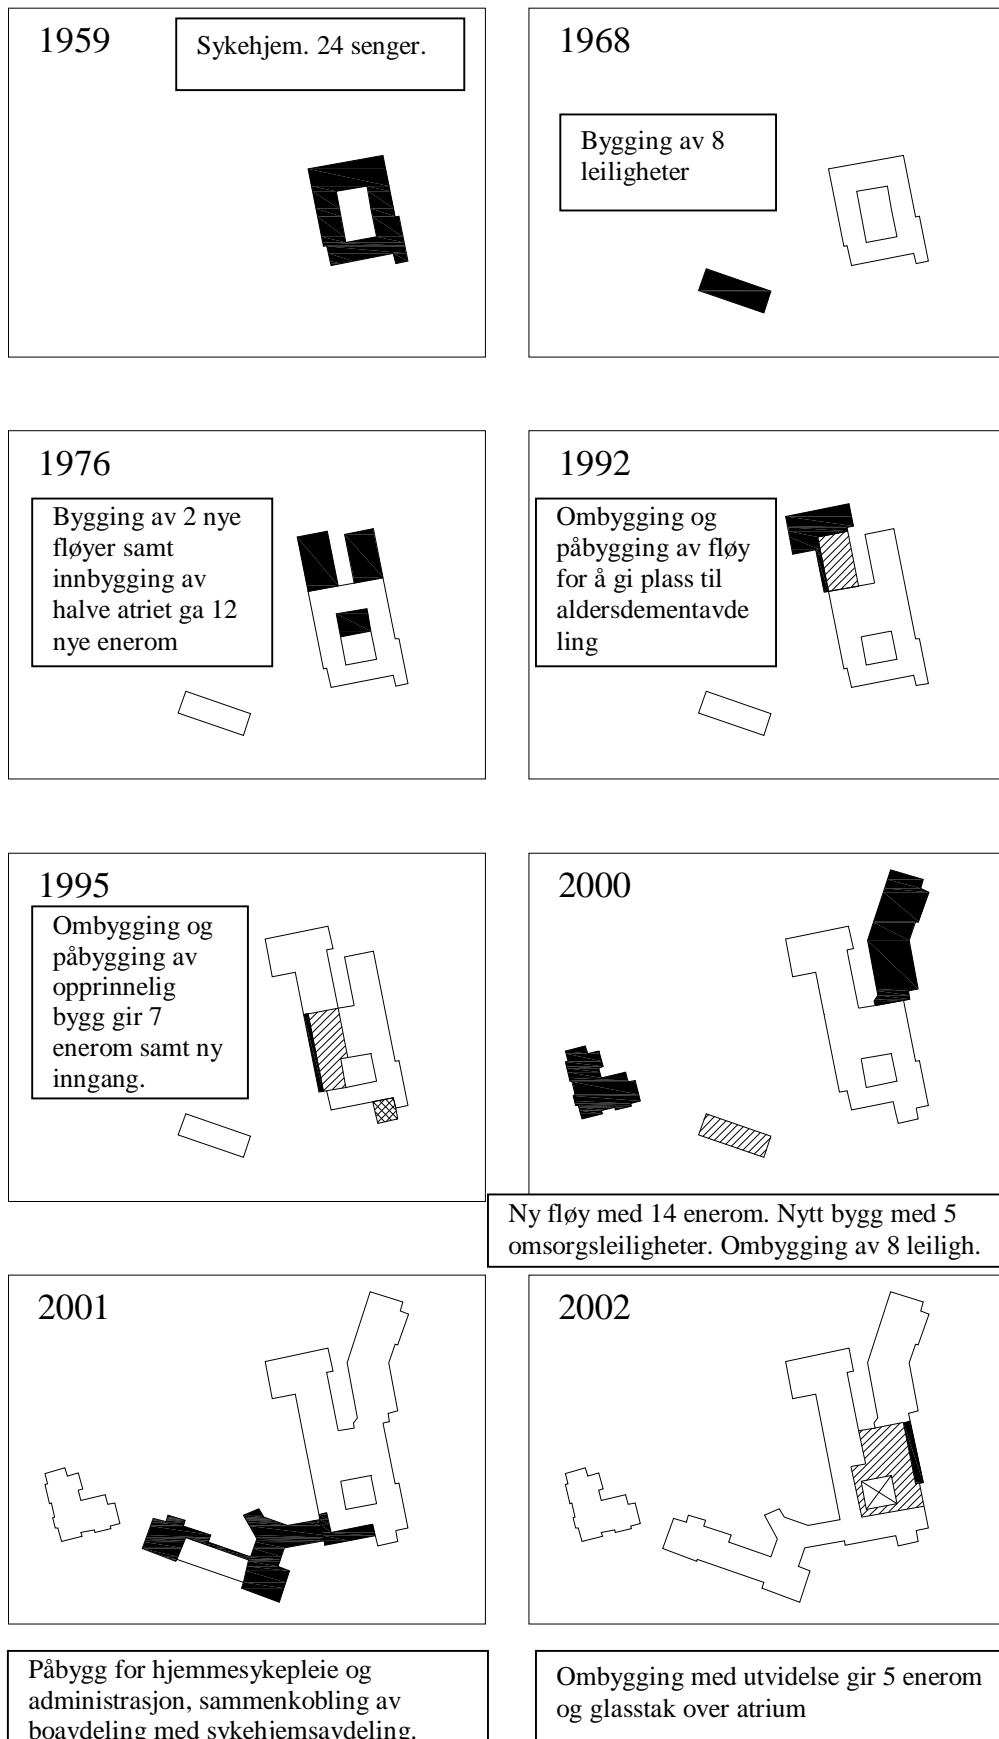 1959
Sykehjem. 24 senger.
1968
Bygging av 8
leiligheter
1976
Bygging av 2 nye
fløyer samt
innbygging av
halve atriet ga 12
nye enerom
1992
Ombygging og
påbygging av fløy
for å gi plass til
aldersdementavde
ling
1995
Ombygging og
påbygging av
opprinnelig
bygg gir 7
enerom samt ny
inngang.
2000
Ny fløy med 14 enerom. Nytt bygg med 5
omsorgsleiligheter. Ombygging av 8 leiligh.
2001
Påbygg for hjemmesykepleie og
administrasjon, sammenkobling av
boavdeling med sykehjemsavdeling.
2002
Ombygging med utvidelse gir 5 enerom
og glasstak over atrium